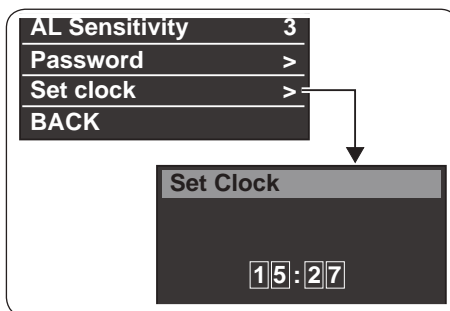 AL Sensitivity 3
Password >
Set clock >
BACK
Set Clock
15:27